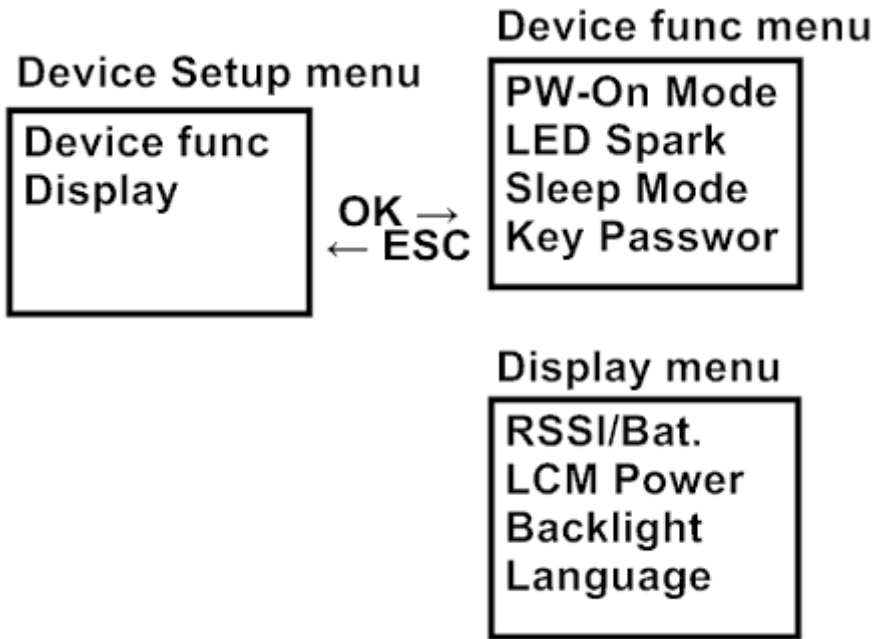 Device Setup menu
Device func
Display
OK →
← ESC
Device func menu
PW-On Mode
LED Spark
Sleep Mode
Key Passwor
Display menu
RSSI/Bat.
LCM Power
Backlight
Language